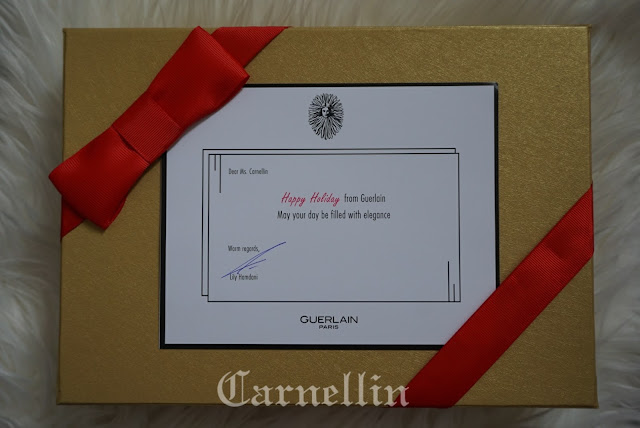 Dear Ms. Carnellin
Happy Holiday from Guerlain
May your day be filled with elegance
Warm regards,
Lily Hamdani
GUERLAIN
PARIS
Carnellin